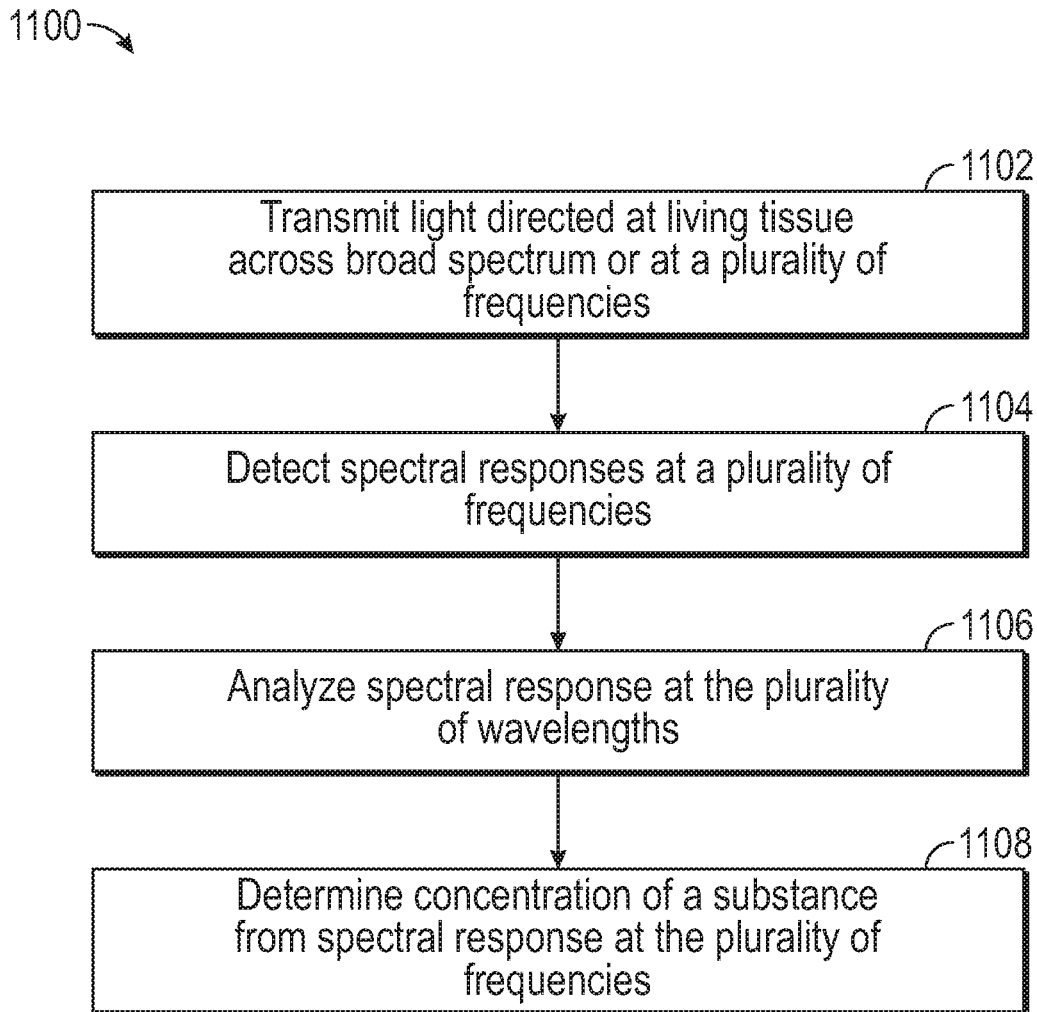 1100
1102
Transmit light directed at living tissue
across broad spectrum or at a plurality of
frequencies
1104
Detect spectral responses at a plurality of
frequencies
1106
Analyze spectral response at the plurality
of wavelengths
1108
Determine concentration of a substance
from spectral response at the plurality of
frequencies